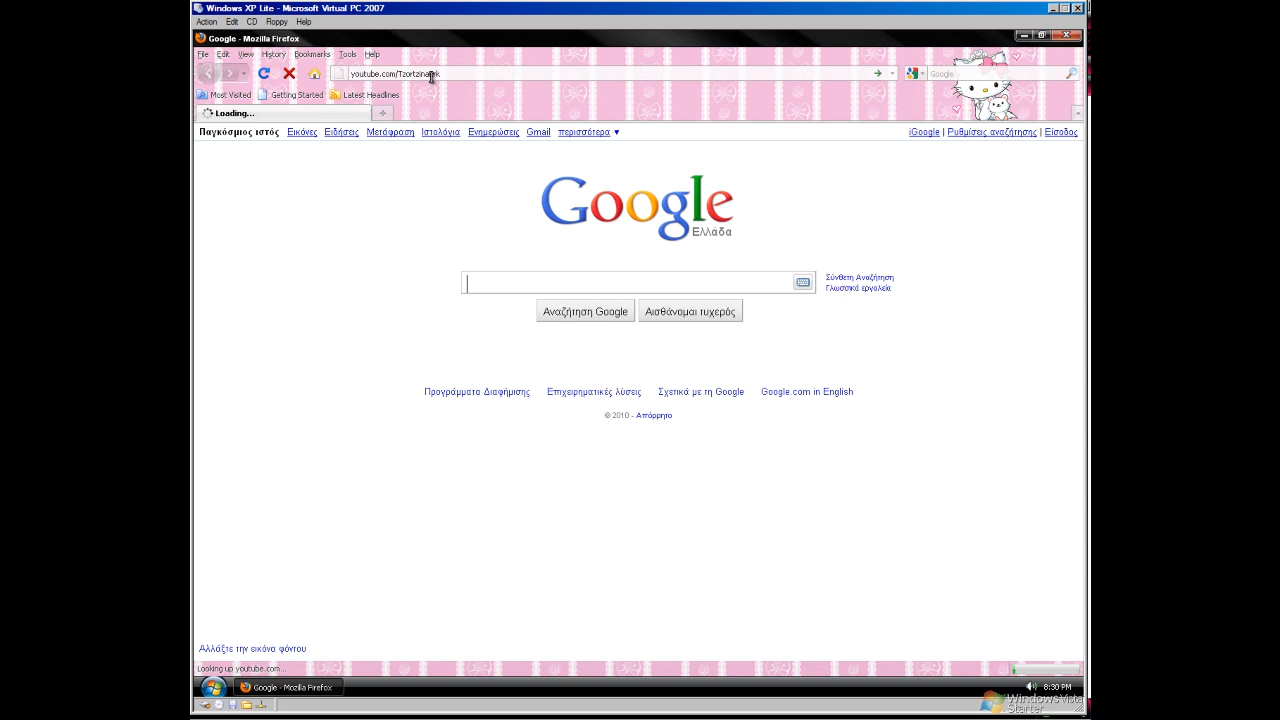 Windows XP Lite - Microsoft Virtual PC 2007
Action Edit CD Floppy Help
Google - Mozilla Firefox
File Edit View History Bookmarks Tools Help
Google
Most Visited Getting Started Latest Headlines
Loading...
Παγκόσμιος ιστός Εικόνες Ειδήσεις Μετάφραση Ιστολόγια Ενημερώσεις Gmail περισσότερα ▼ iGoogle | Ρυθμίσεις αναζήτησης | Είσοδος
Google
Ελλάδα
Σύνθετη Αναζήτηση
Γλωσσικά εργαλεία
Αναζήτηση Google Αισθάνομαι τυχερός
Προγράμματα Διαφήμισης Επιχειρηματικές λύσεις Σχετικά με τη Google Google.com in English
© 2010 - Απόρρητο
Αλλάξτε την εικόνα φόντου
Looking up youtube.com...
Google - Mozilla Firefox 8:30 PM
WindowsVista
Starter